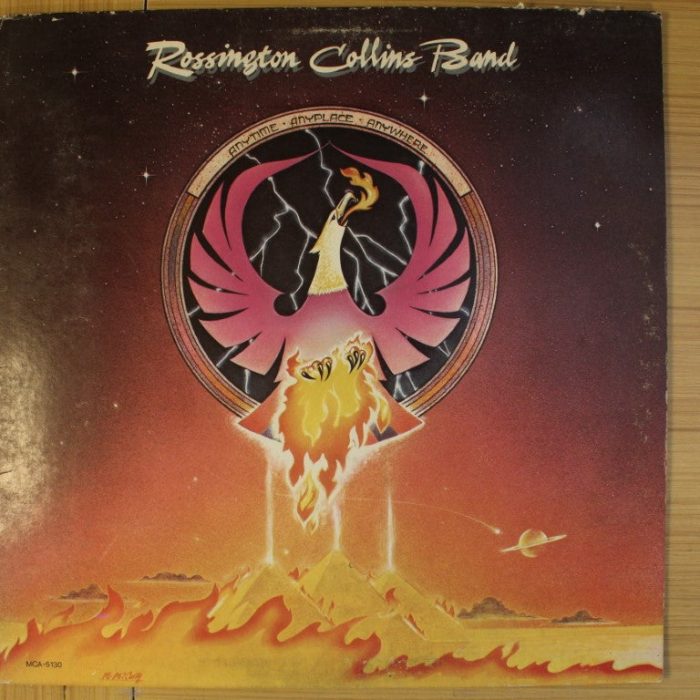 Rossington Collins Band
ANYTIME · ANYPLACE · ANYWHERE
MCA-5130